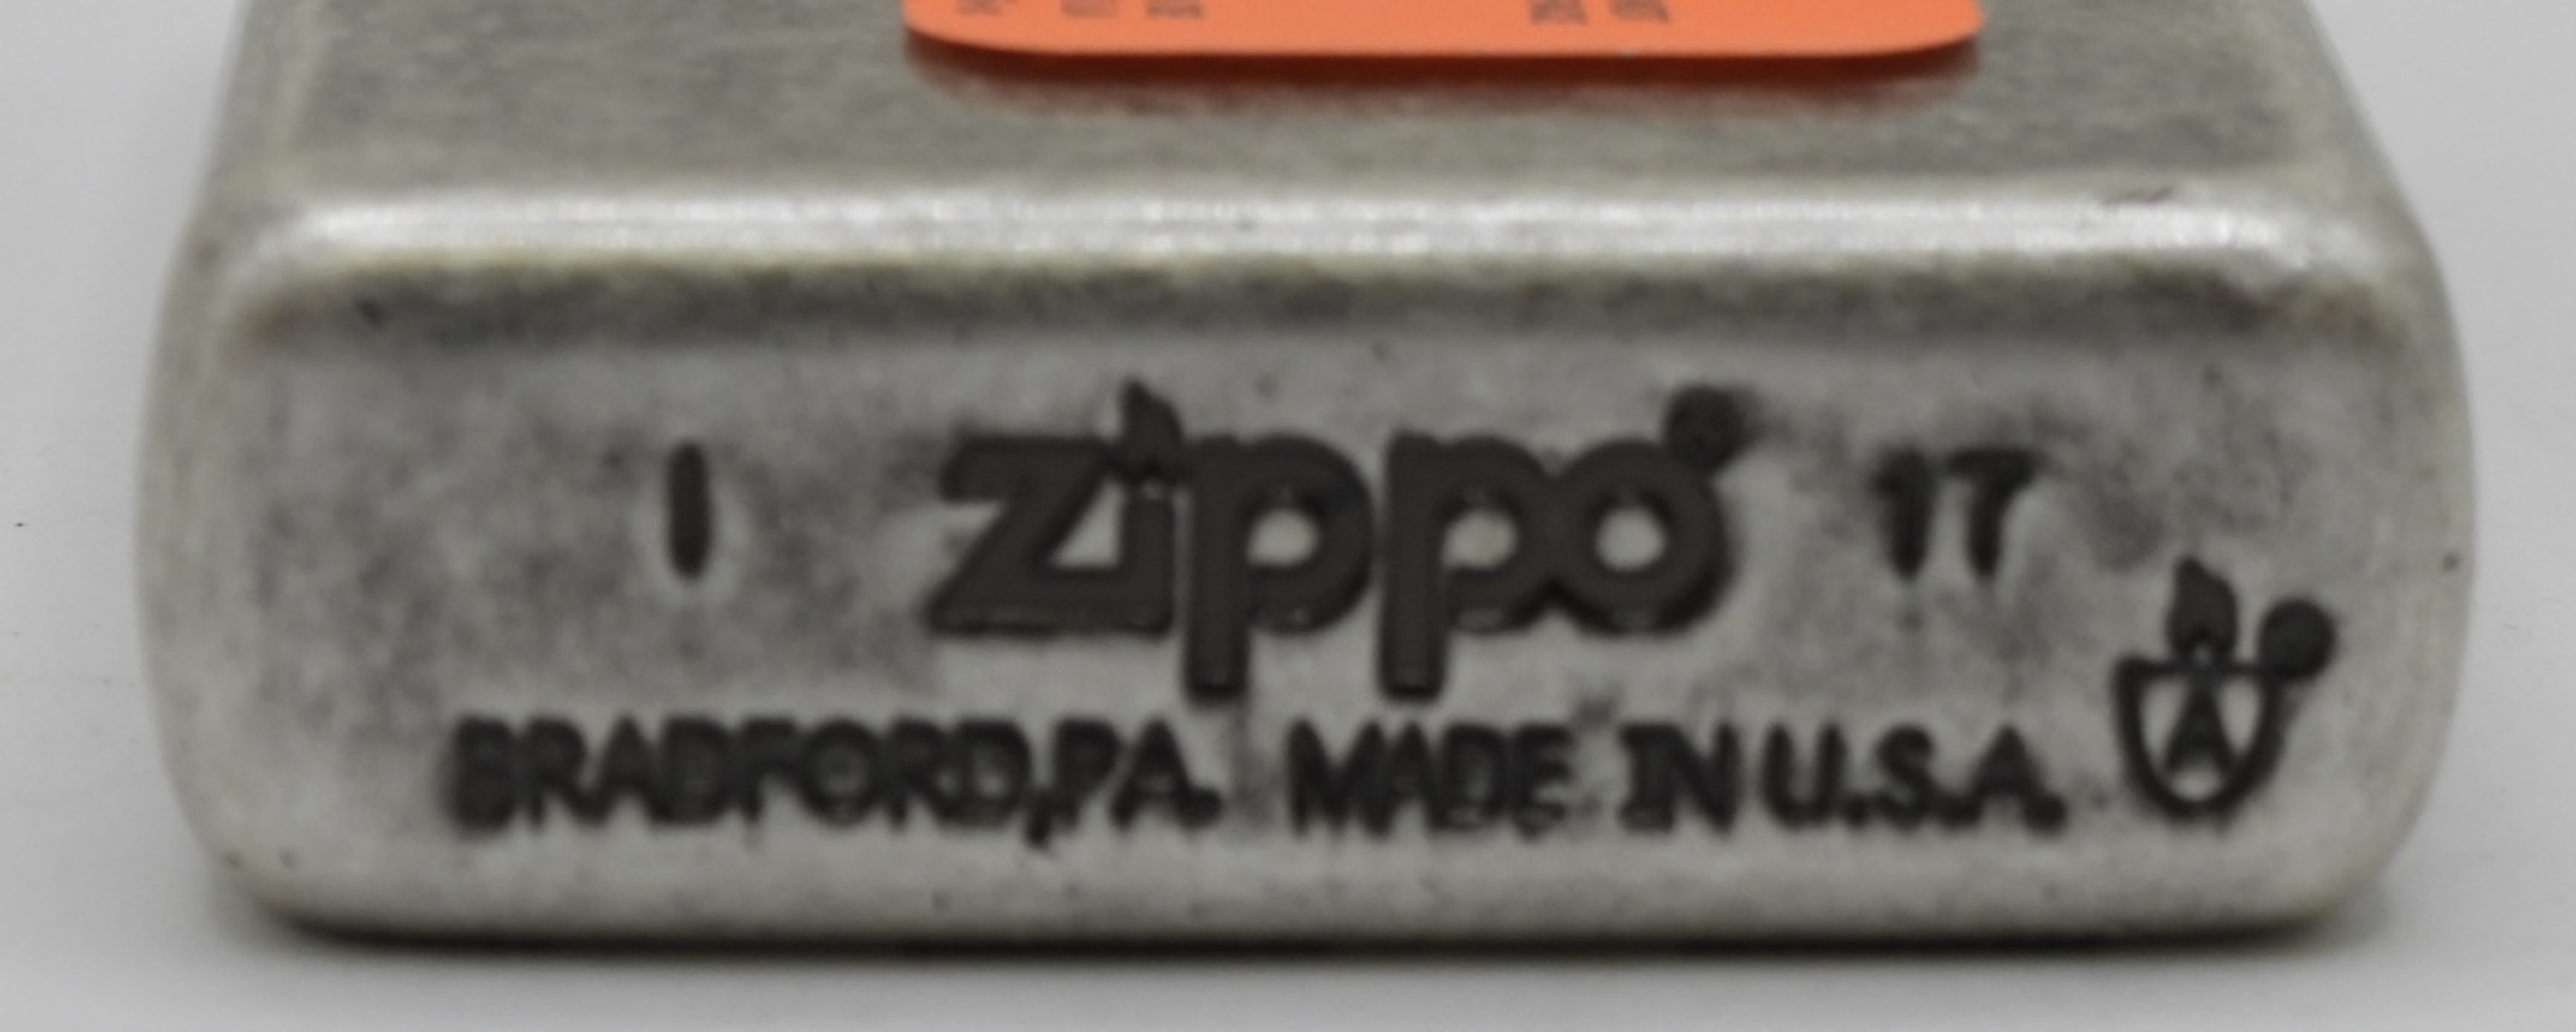 I zippo 17
BRADFORD,PA. MADE IN U.S.A.
A